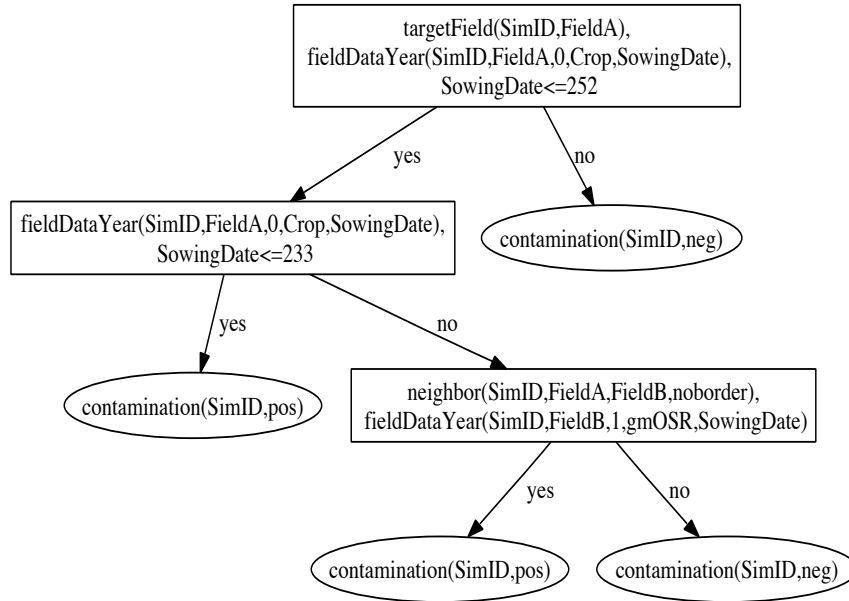 targetField(SimID,FieldA),
fieldDataYear(SimID,FieldA,0,Crop,SowingDate),
SowingDate<=252
yes
no
fieldDataYear(SimID,FieldA,0,Crop,SowingDate),
SowingDate<=233
contamination(SimID,neg)
yes
no
contamination(SimID,pos)
neighbor(SimID,FieldA,FieldB,noborder),
fieldDataYear(SimID,FieldB,1,gmOSR,SowingDate)
yes
no
contamination(SimID,pos)
contamination(SimID,neg)